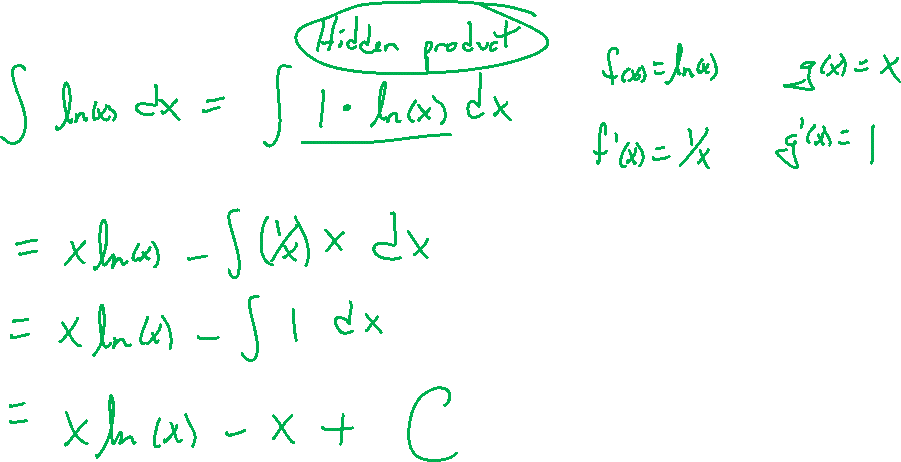 Hidden product
∫ ln(x) dx = ∫ 1 · ln(x) dx
f(x) = ln(x) g(x) = x
f'(x) = 1/x g'(x) = 1
= x ln(x) - ∫ (1/x) x dx
= x ln(x) - ∫ 1 dx
= x ln(x) - x + C